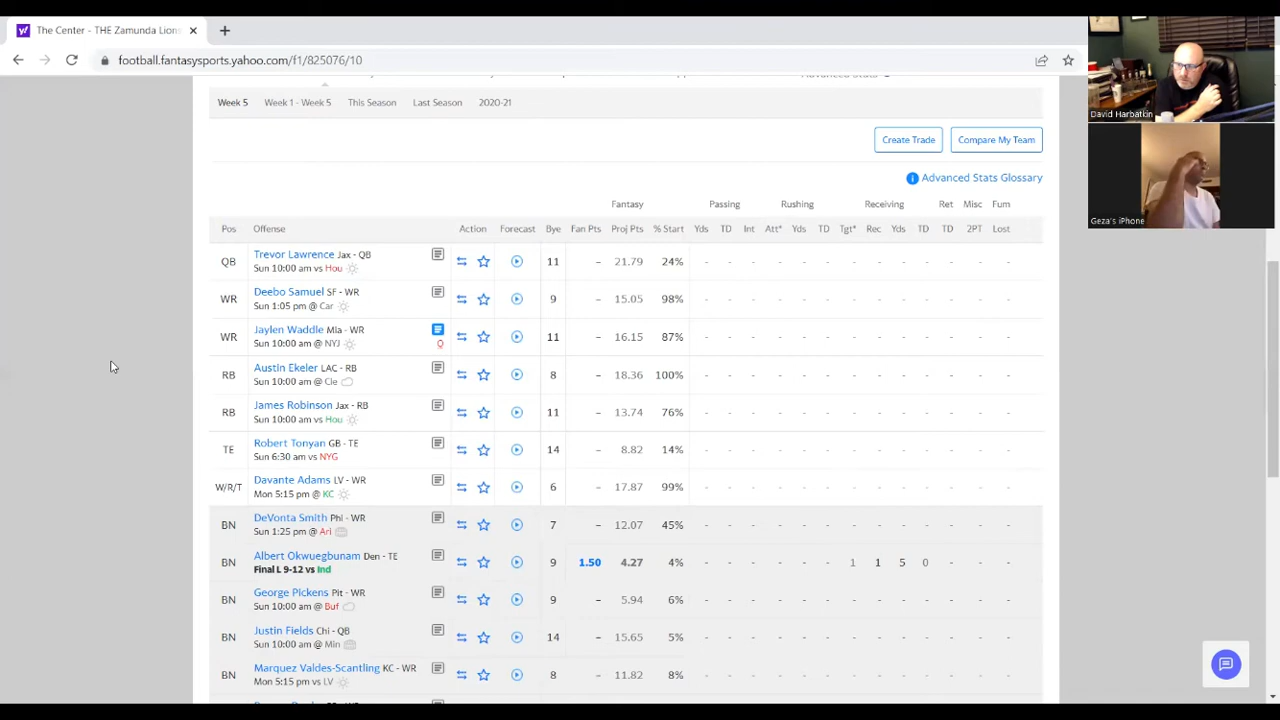 The Center - THE Zamunda Lion
football.fantasysports.yahoo.com/f1/825076/10
Week 5 Week 1 - Week 5 This Season Last Season 2020-21
Create Trade Compare My Team
Advanced Stats Glossary
Fantasy Passing Rushing Receiving Ret Misc Fum
Pos Offense Action Forecast Bye Fan Pts Proj Pts % Start Yds TD Int Att* Yds TD Tgt* Rec Yds TD TD 2PT Lost
QB Trevor Lawrence Jax - QB 11 – 21.79 24% - - - - - - - - - - - - -
Sun 10:00 am vs Hou
WR Deebo Samuel SF - WR 9 – 15.05 98% - - - - - - - - - - - - -
Sun 1:05 pm @ Car
WR Jaylen Waddle Mia - WR 11 – 16.15 87% - - - - - - - - - - - - -
Sun 10:00 am @ NYJ Q
RB Austin Ekeler LAC - RB 8 – 18.36 100% - - - - - - - - - - - - -
Sun 10:00 am @ Cle
RB James Robinson Jax - RB 11 – 13.74 76% - - - - - - - - - - - - -
Sun 10:00 am vs Hou
TE Robert Tonyan GB - TE 14 – 8.82 14% - - - - - - - - - - - - -
Sun 6:30 am vs NYG
W/R/T Davante Adams LV - WR 6 – 17.87 99% - - - - - - - - - - - - -
Mon 5:15 pm @ KC
BN DeVonta Smith Phi - WR 7 – 12.07 45% - - - - - - - - - - - - -
Sun 1:25 pm @ Ari
BN Albert Okwuegbunam Den - TE 9 1.50 4.27 4% - - - - - - 1 1 5 0 - - -
Final L 9-12 vs Ind
BN George Pickens Pit - WR 9 – 5.94 6% - - - - - - - - - - - - -
Sun 10:00 am @ Buf
BN Justin Fields Chi - QB 14 – 15.65 5% - - - - - - - - - - - - -
Sun 10:00 am @ Min
BN Marquez Valdes-Scantling KC - WR 8 – 11.82 8% - - - - - - - - - - - - -
Mon 5:15 pm vs LV
David Harbatkin
Geza's iPhone